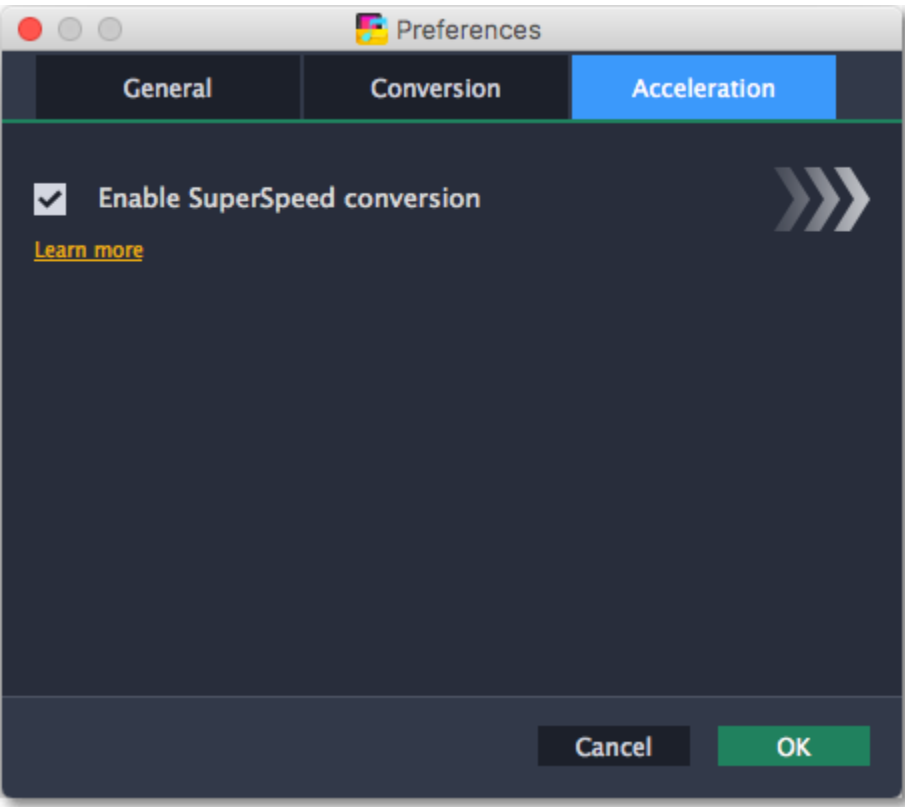 Preferences
General Conversion Acceleration
Enable SuperSpeed conversion
Learn more
Cancel OK